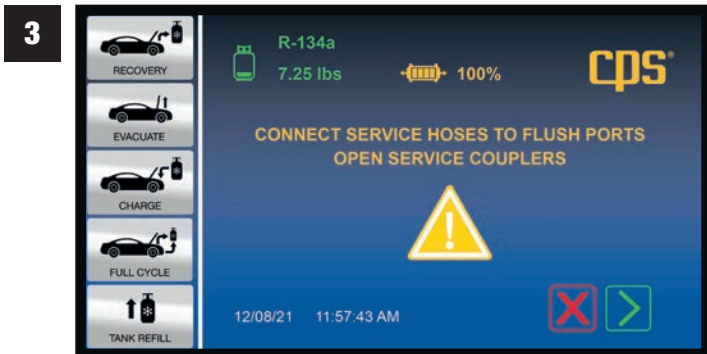 3
RECOVERY
EVACUATE
CHARGE
FULL CYCLE
TANK REFILL
R-134a
7.25 lbs
100%
cps®
CONNECT SERVICE HOSES TO FLUSH PORTS
OPEN SERVICE COUPLERS
12/08/21 11:57:43 AM